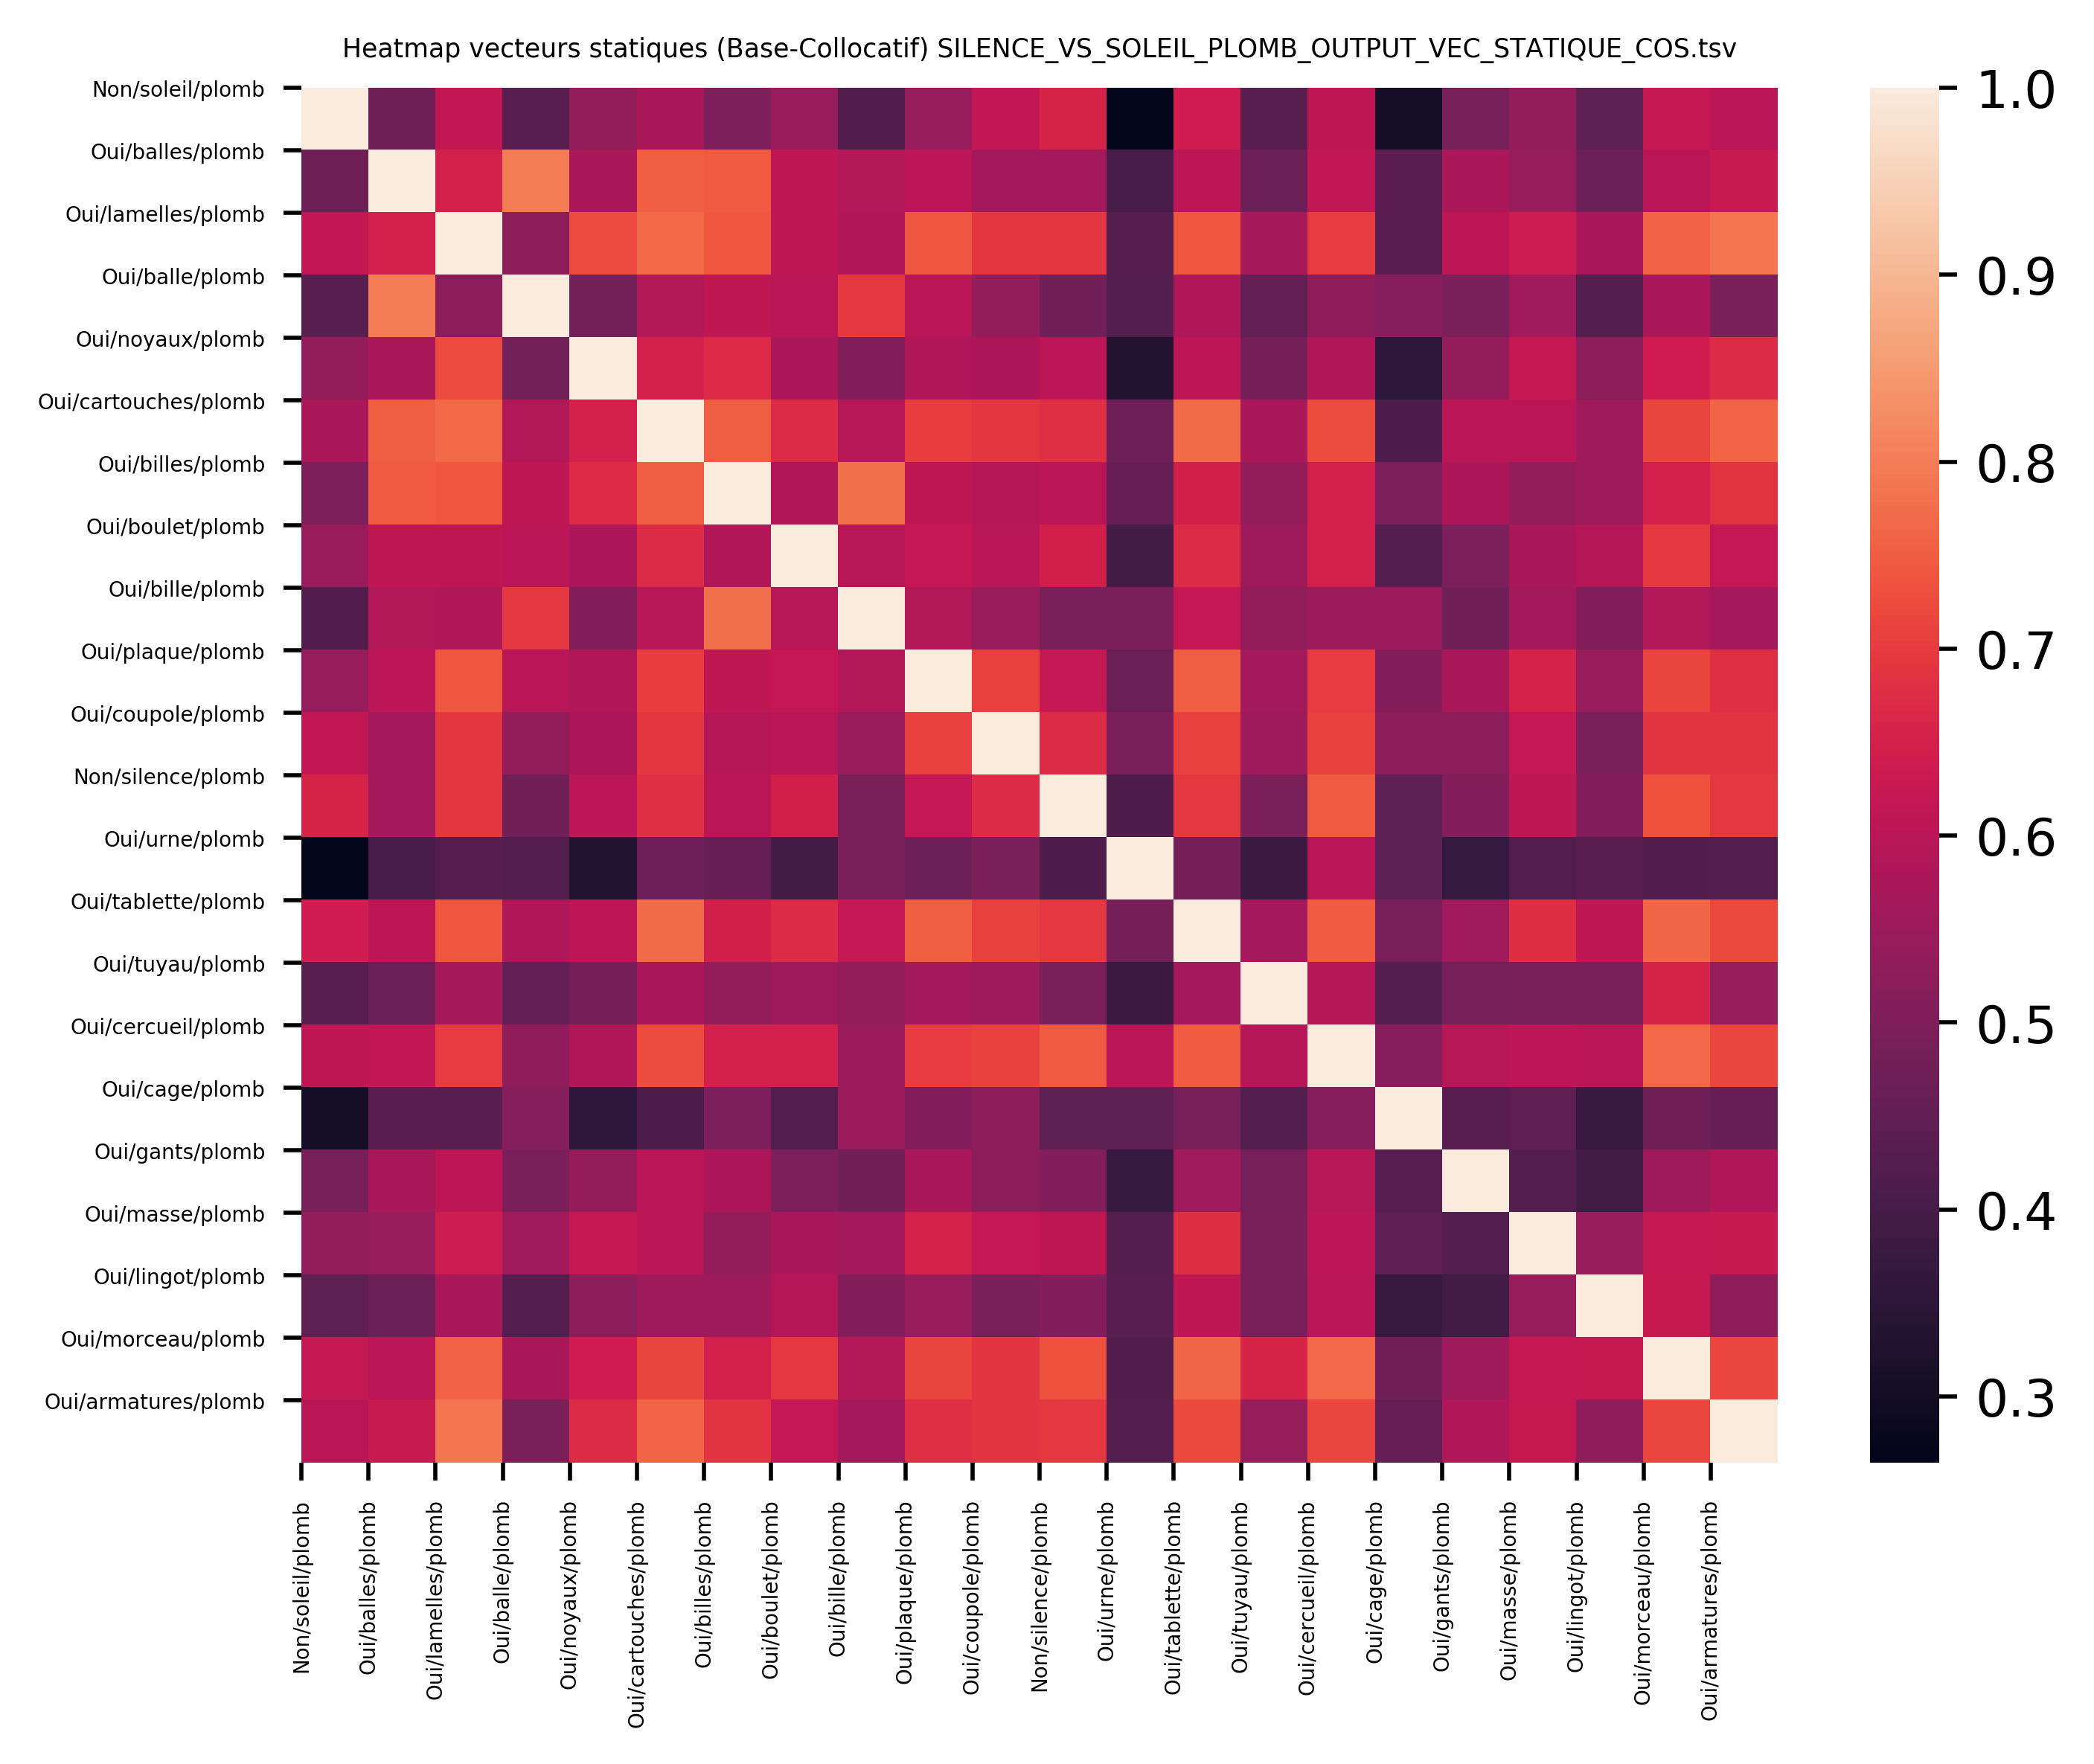 Heatmap vecteurs statiques (Base-Collocatif) SILENCE_VS_SOLEIL_PLOMB_OUTPUT_VEC_STATIQUE_COS.tsv
Non/soleil/plomb
Oui/balles/plomb
Oui/lamelles/plomb
Oui/balle/plomb
Oui/noyaux/plomb
Oui/cartouches/plomb
Oui/billes/plomb
Oui/boulet/plomb
Oui/bille/plomb
Oui/plaque/plomb
Oui/coupole/plomb
Non/silence/plomb
Oui/urne/plomb
Oui/tablette/plomb
Oui/tuyau/plomb
Oui/cercueil/plomb
Oui/cage/plomb
Oui/gants/plomb
Oui/masse/plomb
Oui/lingot/plomb
Oui/morceau/plomb
Oui/armatures/plomb
Non/soleil/plomb
Oui/balles/plomb
Oui/lamelles/plomb
Oui/balle/plomb
Oui/noyaux/plomb
Oui/cartouches/plomb
Oui/billes/plomb
Oui/boulet/plomb
Oui/bille/plomb
Oui/plaque/plomb
Oui/coupole/plomb
Non/silence/plomb
Oui/urne/plomb
Oui/tablette/plomb
Oui/tuyau/plomb
Oui/cercueil/plomb
Oui/cage/plomb
Oui/gants/plomb
Oui/masse/plomb
Oui/lingot/plomb
Oui/morceau/plomb
Oui/armatures/plomb
1.0
0.9
0.8
0.7
0.6
0.5
0.4
0.3